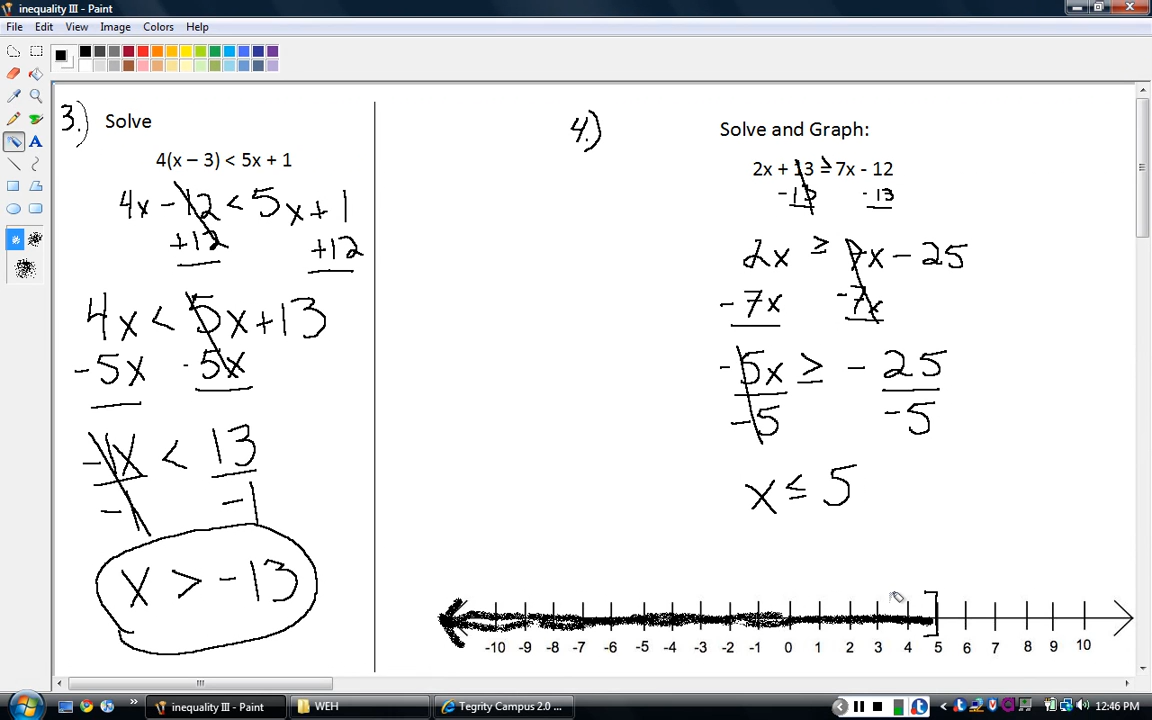 inequality III - Paint
File Edit View Image Colors Help
3.) Solve
4(x – 3) < 5x + 1
4x - 12 < 5x + 1
+12 +12
4x < 5x + 13
- 5x - 5x
- 1x < 13
- 1 - 1
x > - 13
4.) Solve and Graph:
2x + 13 ≥ 7x - 12
- 13 - 13
2x ≥ 7x - 25
- 7x - 7x
- 5x ≥ - 25
- 5 - 5
x ≤ 5
-10 -9 -8 -7 -6 -5 -4 -3 -2 -1 0 1 2 3 4 5 6 7 8 9 10
inequality III - Paint WEH Tegrity Campus 2.0 ... 12:46 PM